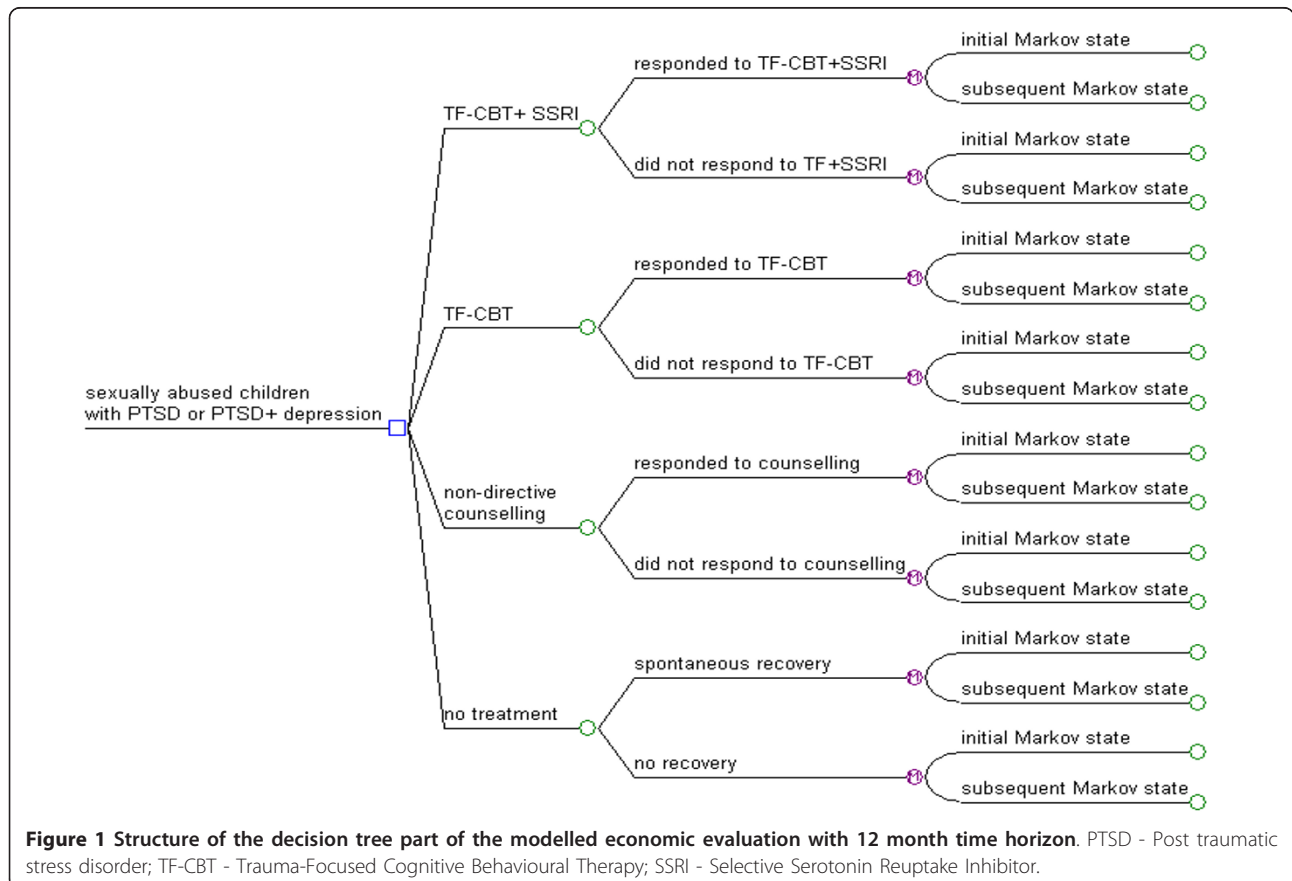 initial Markov state
responded to TF-CBT+SSRI
subsequent Markov state
TF-CBT+ SSRI
initial Markov state
did not respond to TF+SSRI
subsequent Markov state
initial Markov state
responded to TF-CBT
subsequent Markov state
TF-CBT
initial Markov state
did not respond to TF-CBT
subsequent Markov state
sexually abused children
with PTSD or PTSD+ depression
initial Markov state
responded to counselling
subsequent Markov state
non-directive
counselling
initial Markov state
did not respond to counselling
subsequent Markov state
initial Markov state
spontaneous recovery
subsequent Markov state
no treatment
initial Markov state
no recovery
subsequent Markov state
Figure 1 Structure of the decision tree part of the modelled economic evaluation with 12 month time horizon. PTSD - Post traumatic
stress disorder; TF-CBT - Trauma-Focused Cognitive Behavioural Therapy; SSRI - Selective Serotonin Reuptake Inhibitor.